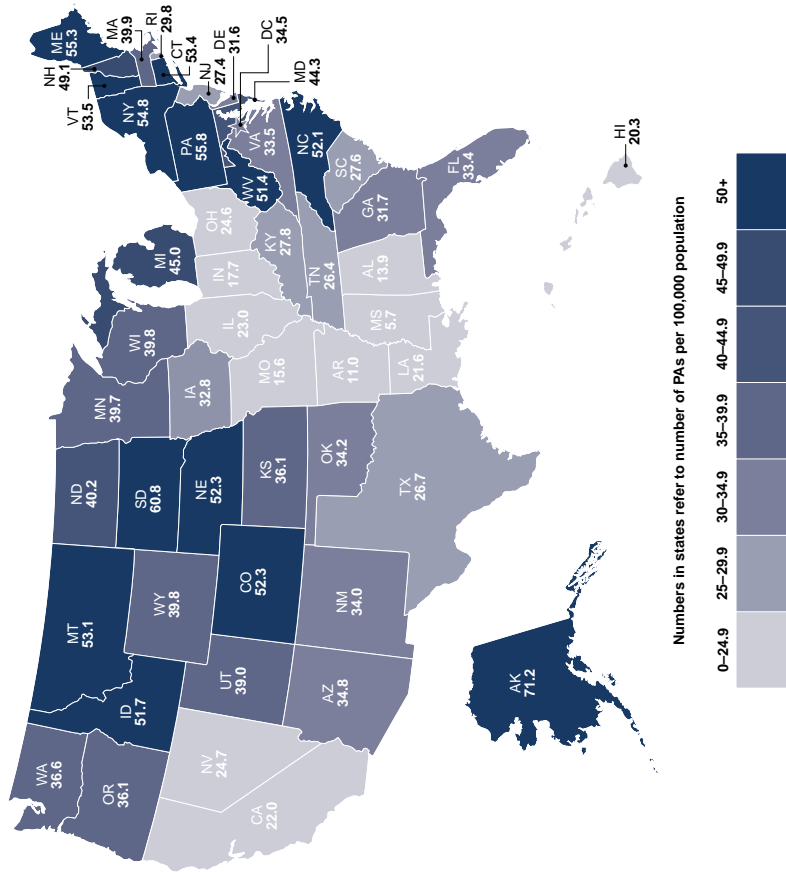 WA
36.6
OR
36.1
CA
22.0
NV
24.7
ID
51.7
MT
53.1
WY
39.8
UT
39.0
AZ
34.8
CO
52.3
NM
34.0
ND
40.2
SD
60.8
NE
52.3
KS
36.1
OK
34.2
TX
26.7
MN
39.7
IA
32.8
MO
15.6
AR
11.0
LA
21.6
WI
39.8
IL
23.0
MI
45.0
IN
17.7
OH
24.6
KY
27.8
TN
26.4
MS
5.7
AL
13.9
GA
31.7
FL
33.4
SC
27.6
NC
52.1
VA
33.5
WV
51.4
PA
55.8
NY
54.8
VT
53.5
NH
49.1
ME
55.3
MA
39.9
RI
29.8
CT
53.4
NJ
27.4
DE
31.6
DC
34.5
MD
44.3
AK
71.2
HI
20.3
Numbers in states refer to number of PAs per 100,000 population
0–24.9
25–29.9
30–34.9
35–39.9
40–44.9
45–49.9
50+